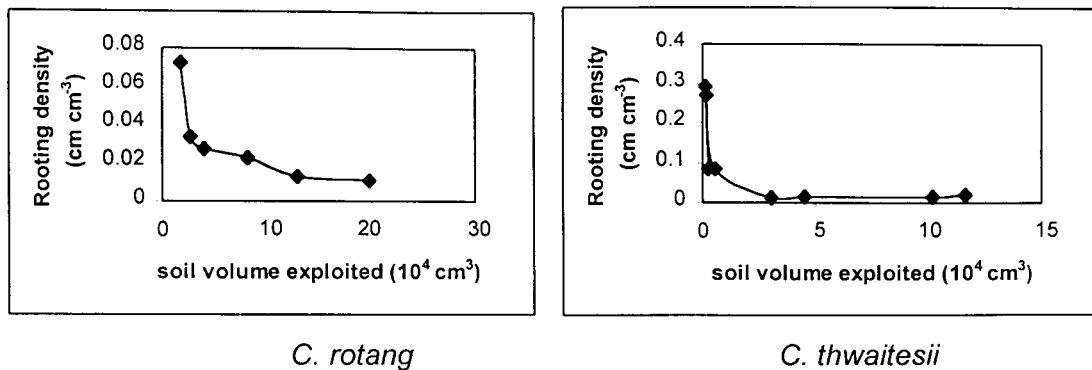 0.08
0.06
0.04
0.02
0
Rooting density
(cm cm⁻³)
0 10 20 30
soil volume exploited (10⁴ cm³)
C. rotang
0.4
0.3
0.2
0.1
0
Rooting density
(cm cm⁻³)
0 5 10 15
soil volume exploited (10⁴ cm³)
C. thwaitesii